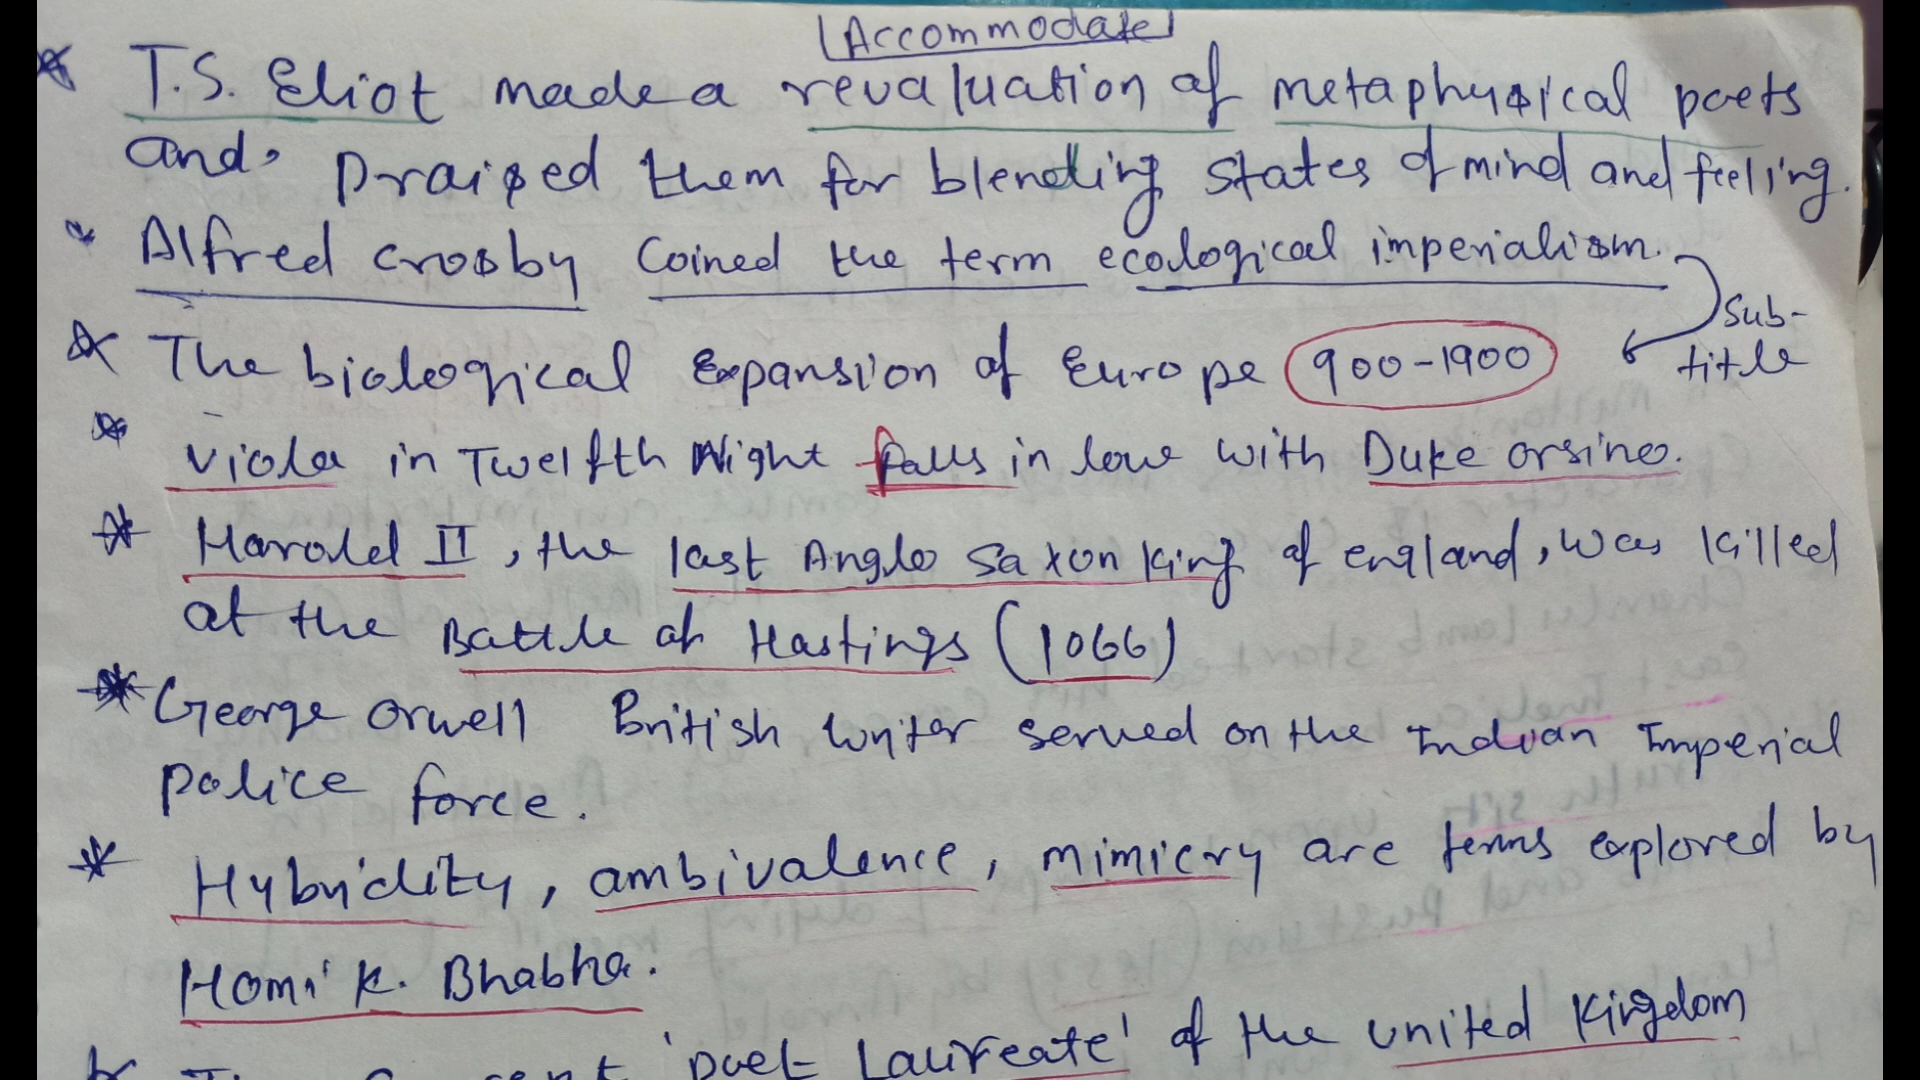 Accommodate
T.S. Eliot made a revaluation of metaphysical poets
and praised them for blending states of mind and feeling.
Alfred Crosby Coined the term ecological imperialism.
Sub-
title
The biological Expansion of Europe 900-1900
Viola in Twelfth Night falls in love with Duke orsino.
Harold II, the last Anglo Saxon King of england, was killed
at the Battle of Hastings (1066)
George orwell British writer served on the Indian Imperial
police force.
Hybridity, ambivalence, mimicry are terms explored by
Homi K. Bhabha.
'poet Laureate' of the united Kingdom